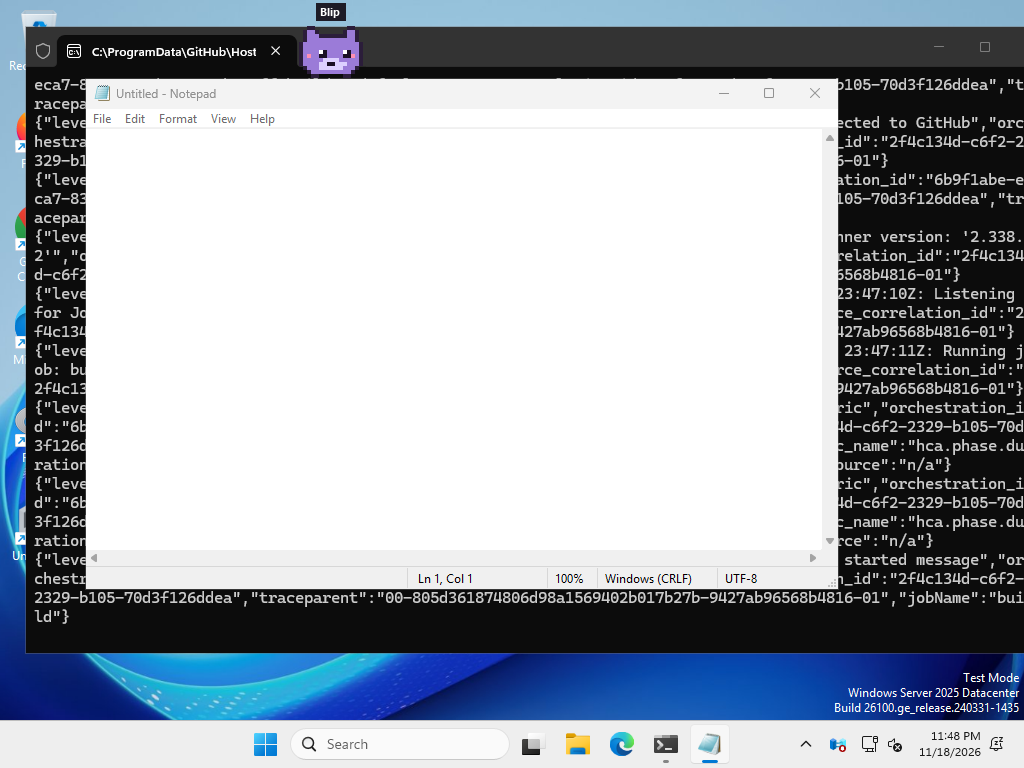 Blip
C:\ProgramData\GitHub\Host
Untitled - Notepad
File Edit Format View Help
eca7-8 b105-70d3f126ddea","t
racepa
{"leve ected to GitHub","orc
hestra _id":"2f4c134d-c6f2-2
329-b1 6-01"}
{"leve ation_id":"6b9f1abe-e
ca7-83 105-70d3f126ddea","tr
acepar
{"leve nner version: '2.338.
2'","o relation_id":"2f4c134
d-c6f2 6568b4816-01"}
{"leve 23:47:10Z: Listening
for Jo ce_correlation_id":"2
f4c134 427ab96568b4816-01"}
{"leve 23:47:11Z: Running j
ob: bu rce_correlation_id":"
2f4c13 9427ab96568b4816-01"}
{"leve ric","orchestration_i
d":"6b 4d-c6f2-2329-b105-70d
3f126d c_name":"hca.phase.du
ration ource":"n/a"}
{"leve ric","orchestration_i
d":"6b 4d-c6f2-2329-b105-70d
3f126d c_name":"hca.phase.du
ration ource":"n/a"}
{"leve started message","or
chestr n_id":"2f4c134d-c6f2-
2329-b105-70d3f126ddea","traceparent":"00-805d361874806d98a1569402b017b27b-9427ab96568b4816-01","jobName":"bui
ld"}
Ln 1, Col 1 100% Windows (CRLF) UTF-8
Test Mode
Windows Server 2025 Datacenter
Build 26100.ge_release.240331-1435
Search
11:48 PM
11/18/2026